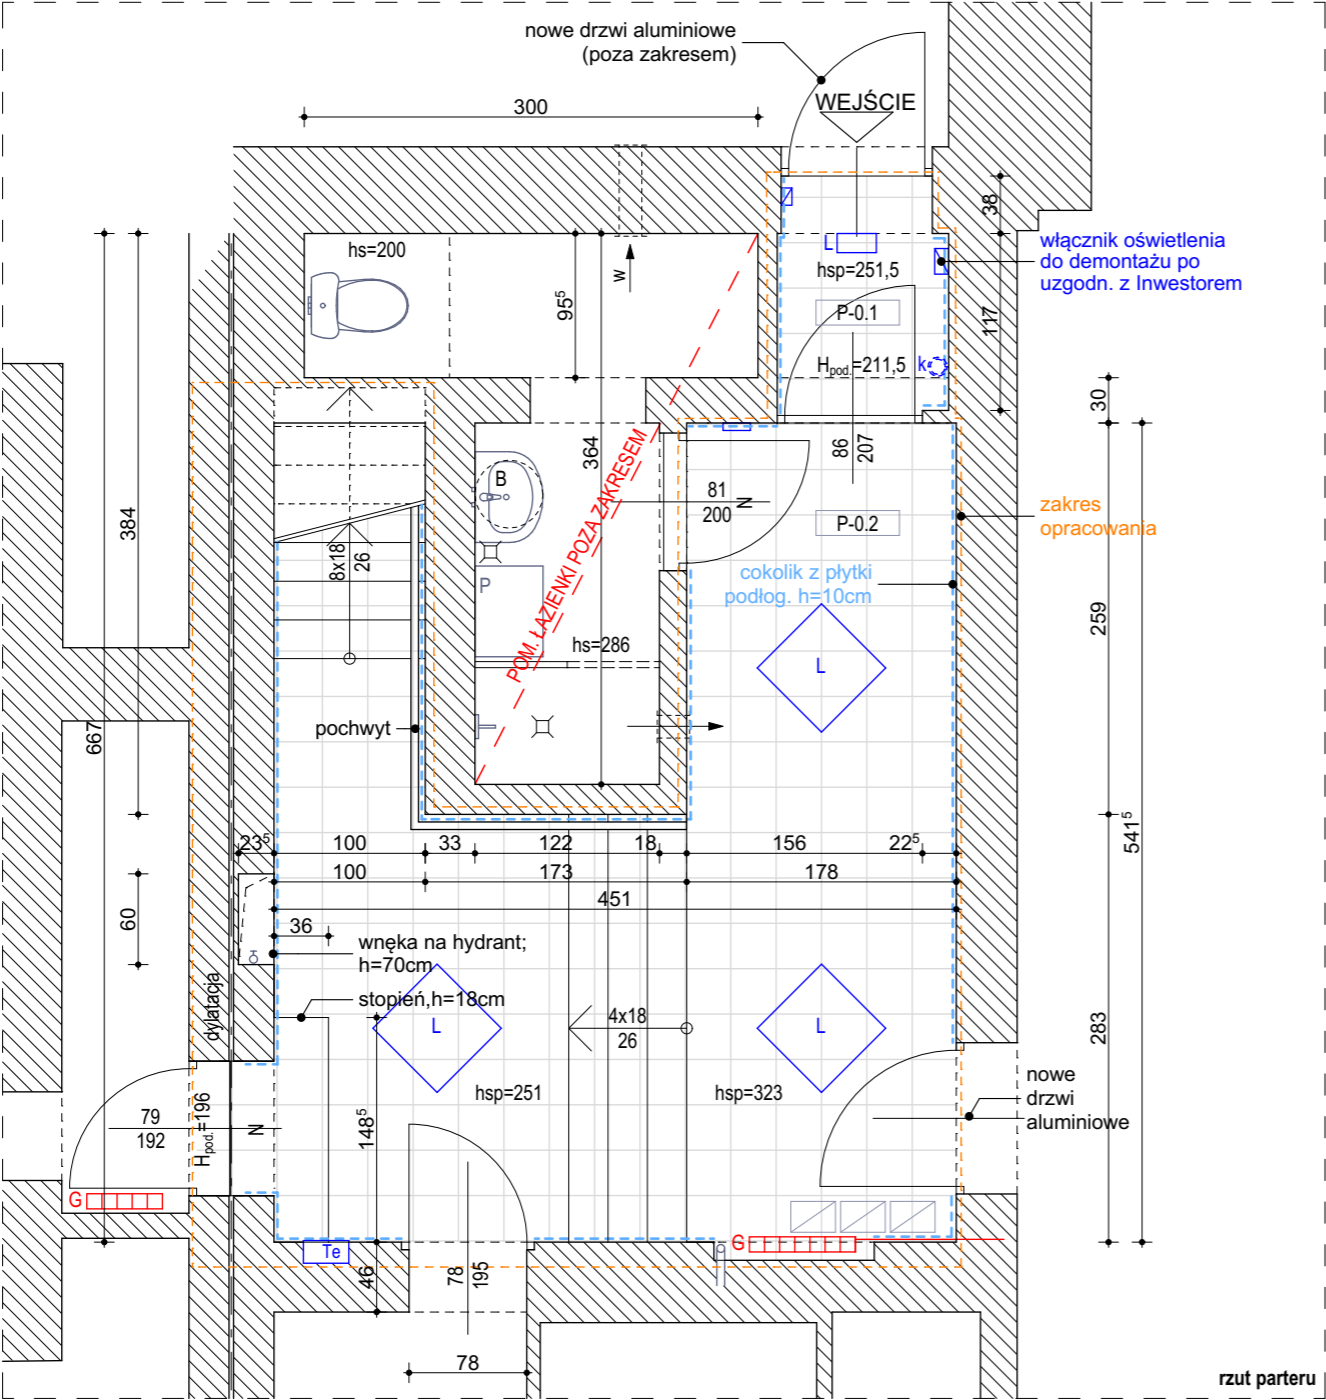 nowe drzwi aluminiowe
(poza zakresem)
WEJŚCIE
300
38
hs=200
w
95⁵
L
hsp=251,5
włącznik oświetlenia
do demontażu po
uzgodn. z Inwestorem
P-0.1
117
H pod.=211,5
k
30
364
86
207
384
B
81
200
N
P-0.2
zakres
opracowania
8x18
26
P
POM. ŁAZIENKI POZA ZAKRESEM
cokolik z płytki
podłog. h=10cm
259
hs=286
L
667
pochwyt
541⁵
23⁵
100
33
122
18
156
22⁵
100
173
178
451
60
36
wnęka na hydrant;
h=70cm
dylatacja
stopień,h=18cm
L
4x18
26
L
283
hsp=251
hsp=323
nowe
drzwi
aluminiowe
79
192
H pod.=196
N
148⁵
G
Te
46
78
195
G
78
rzut parteru